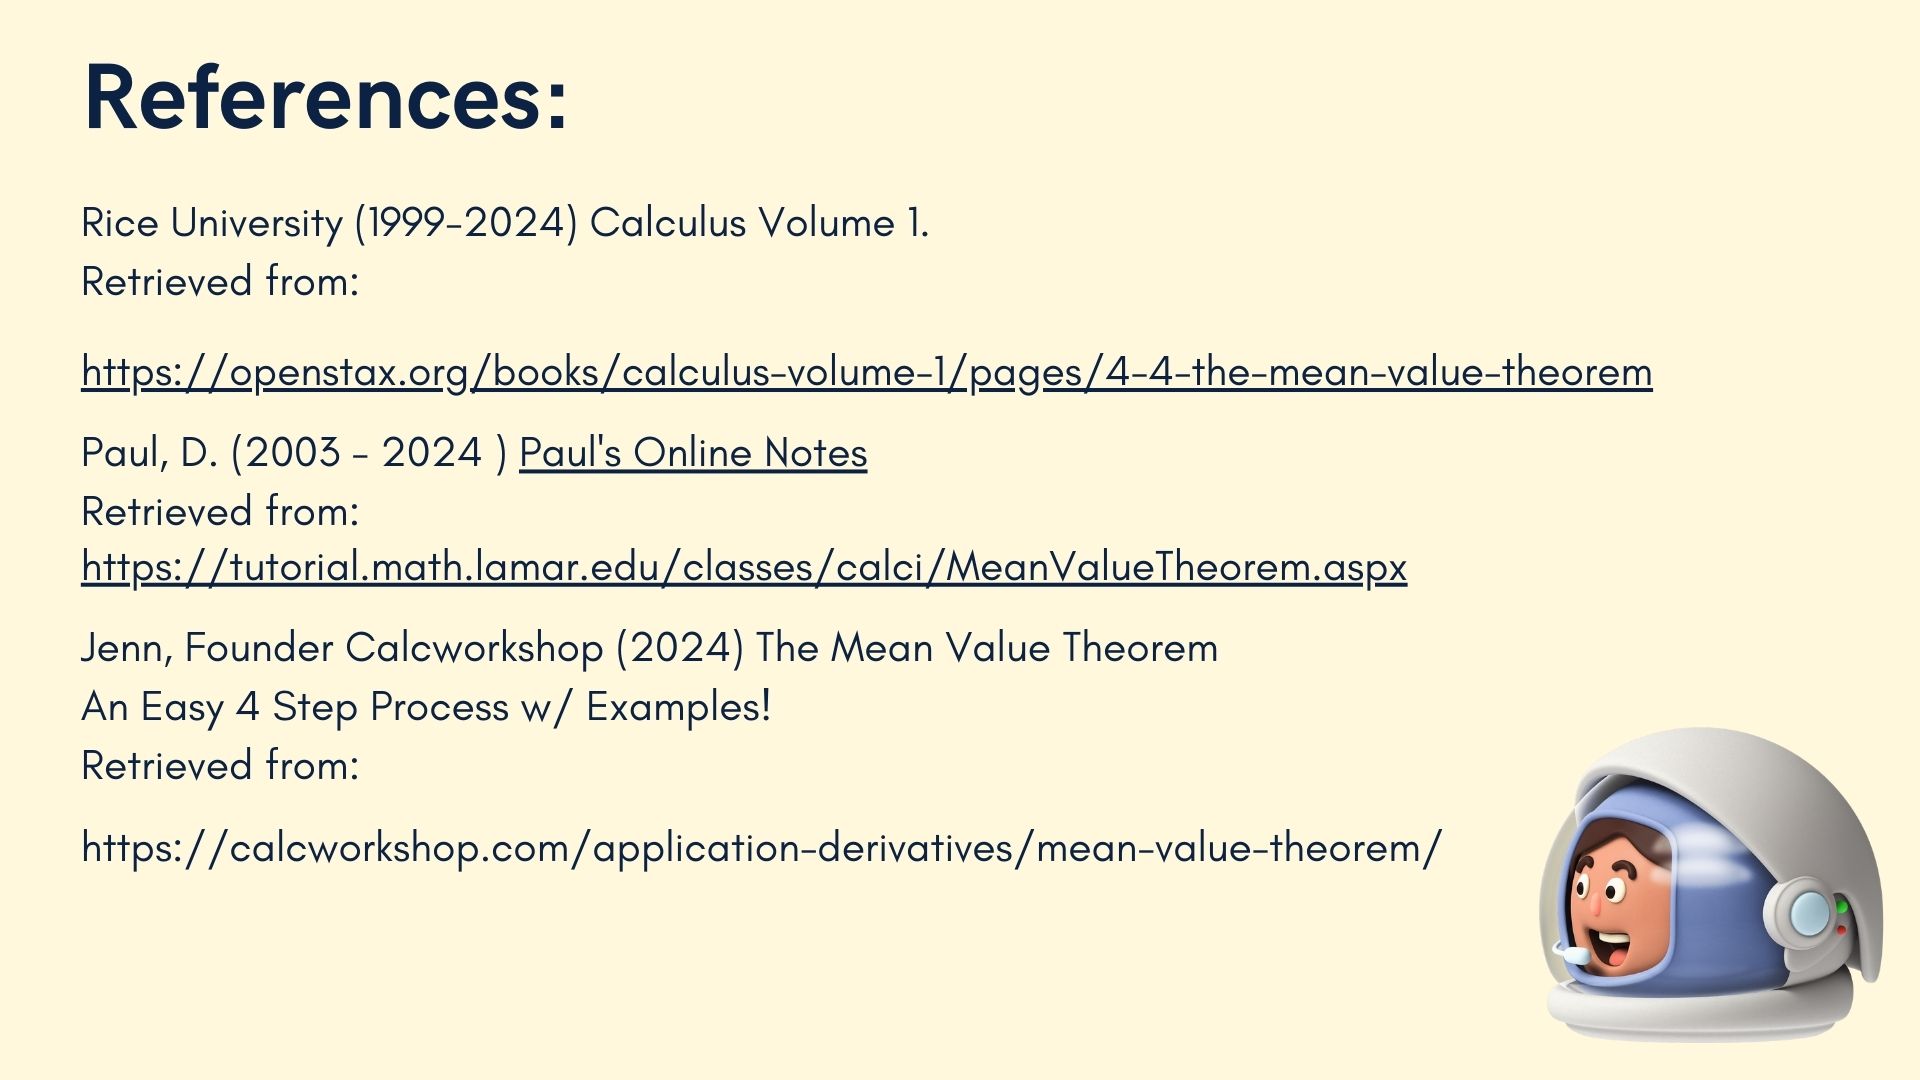 References:
Rice University (1999-2024) Calculus Volume 1.
Retrieved from:
https://openstax.org/books/calculus-volume-1/pages/4-4-the-mean-value-theorem
Paul, D. (2003 - 2024 ) Paul's Online Notes
Retrieved from:
https://tutorial.math.lamar.edu/classes/calci/MeanValueTheorem.aspx
Jenn, Founder Calcworkshop (2024) The Mean Value Theorem
An Easy 4 Step Process w/ Examples!
Retrieved from:
https://calcworkshop.com/application-derivatives/mean-value-theorem/